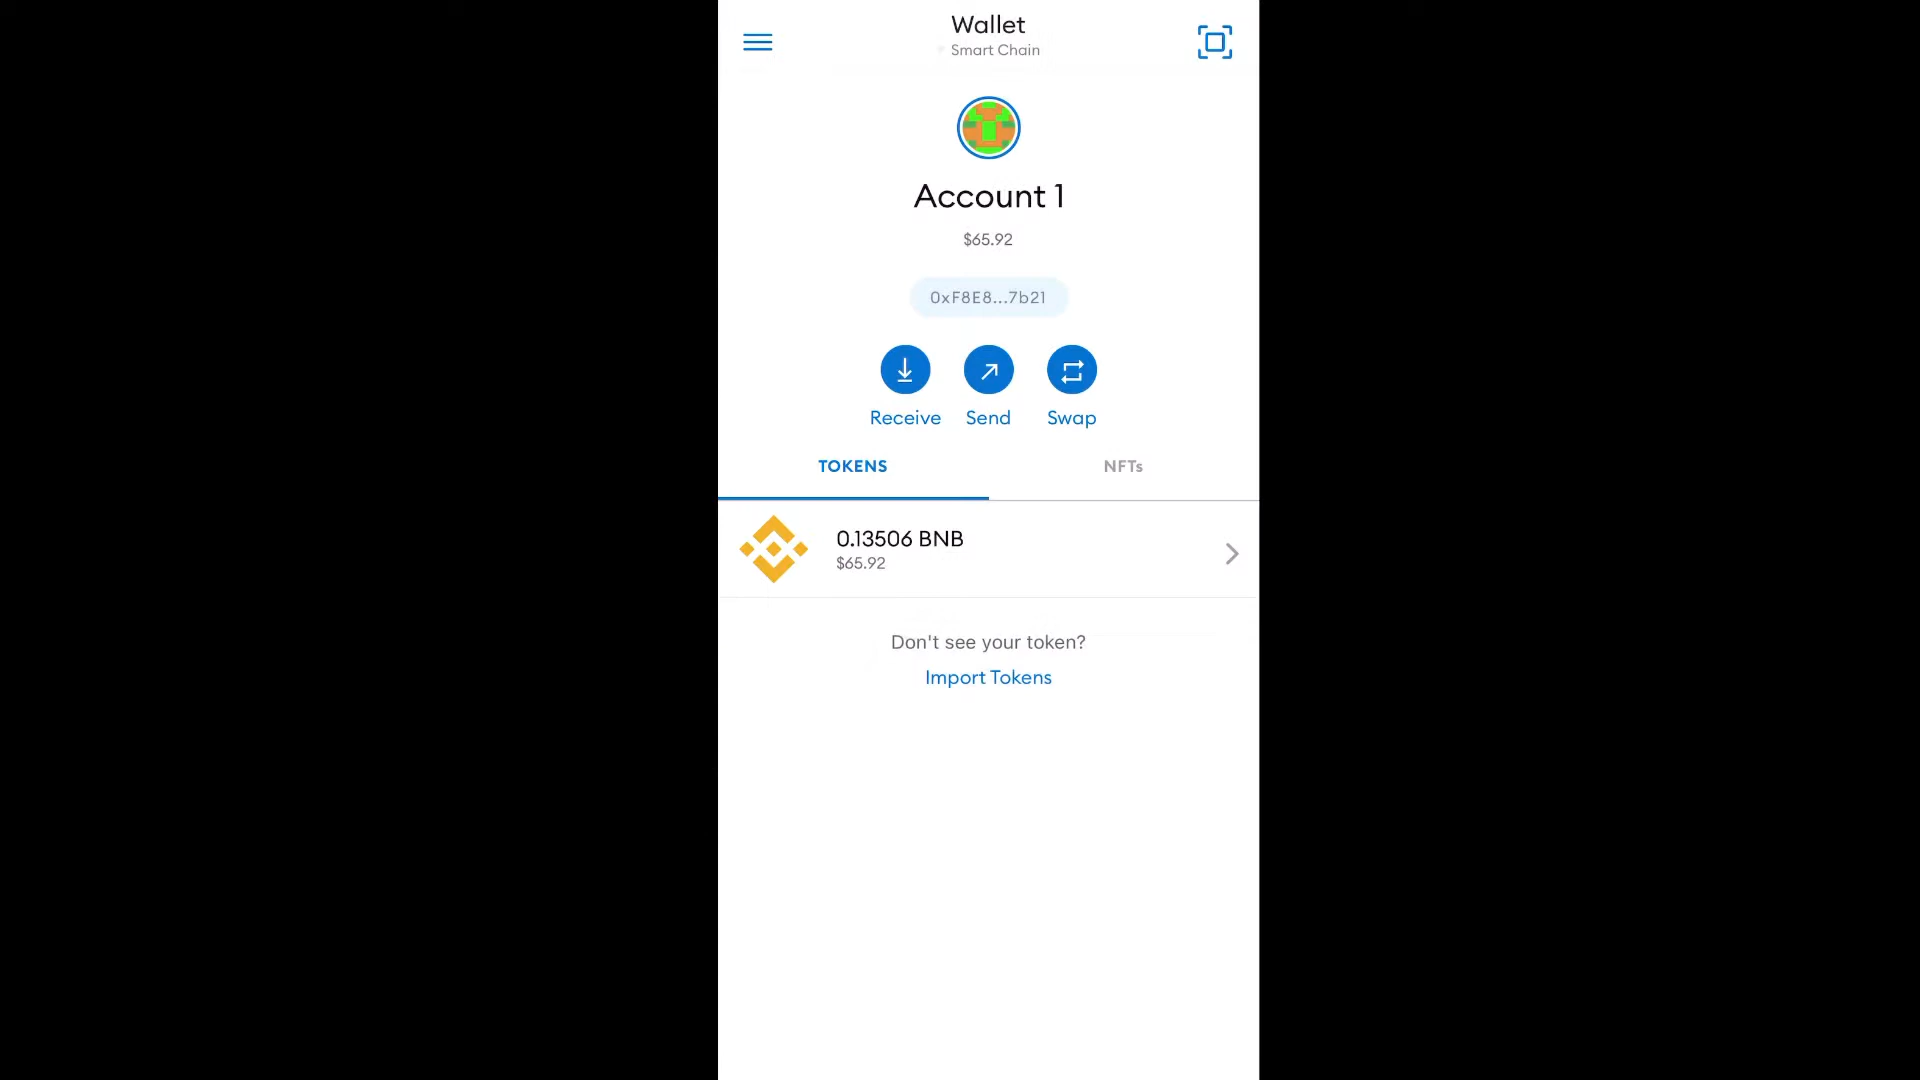 Wallet
Smart Chain
Account 1
$65.92
0xF8E8...7b21
Receive Send Swap
TOKENS NFTs
0.13506 BNB
$65.92
Don't see your token?
Import Tokens